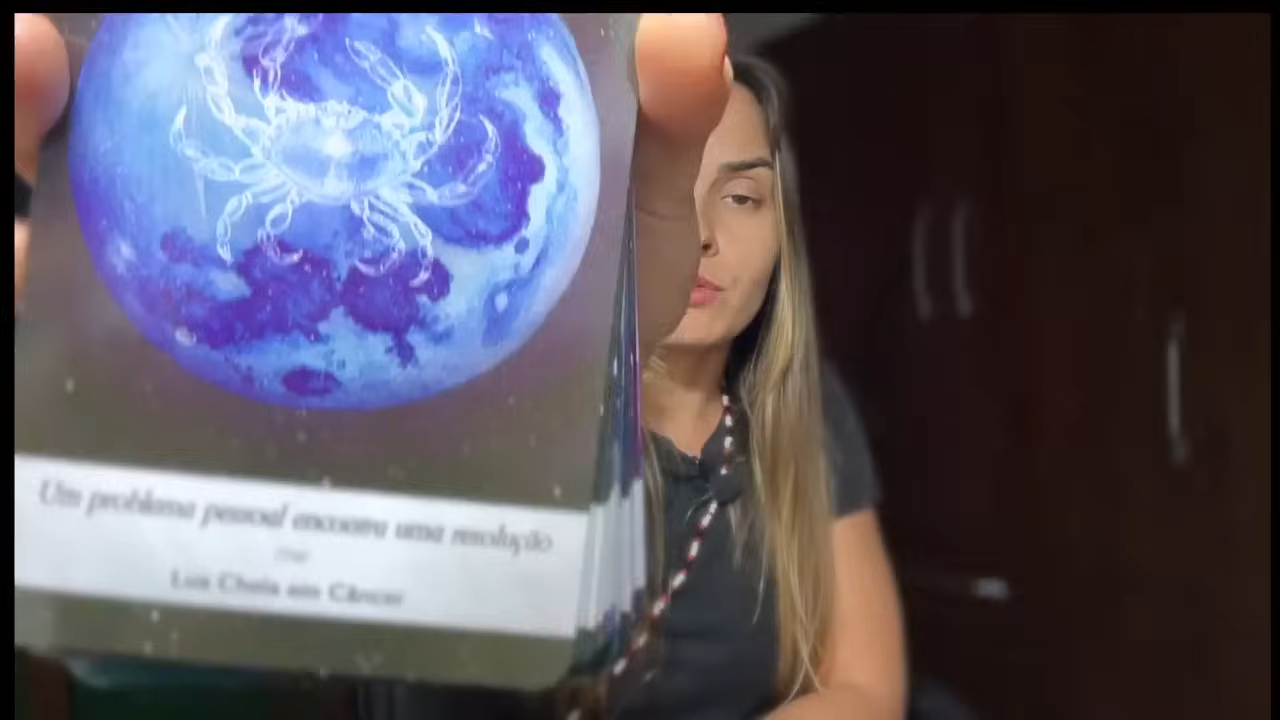 Um problema pessoal encontra uma resolução
Lua Cheia em Câncer